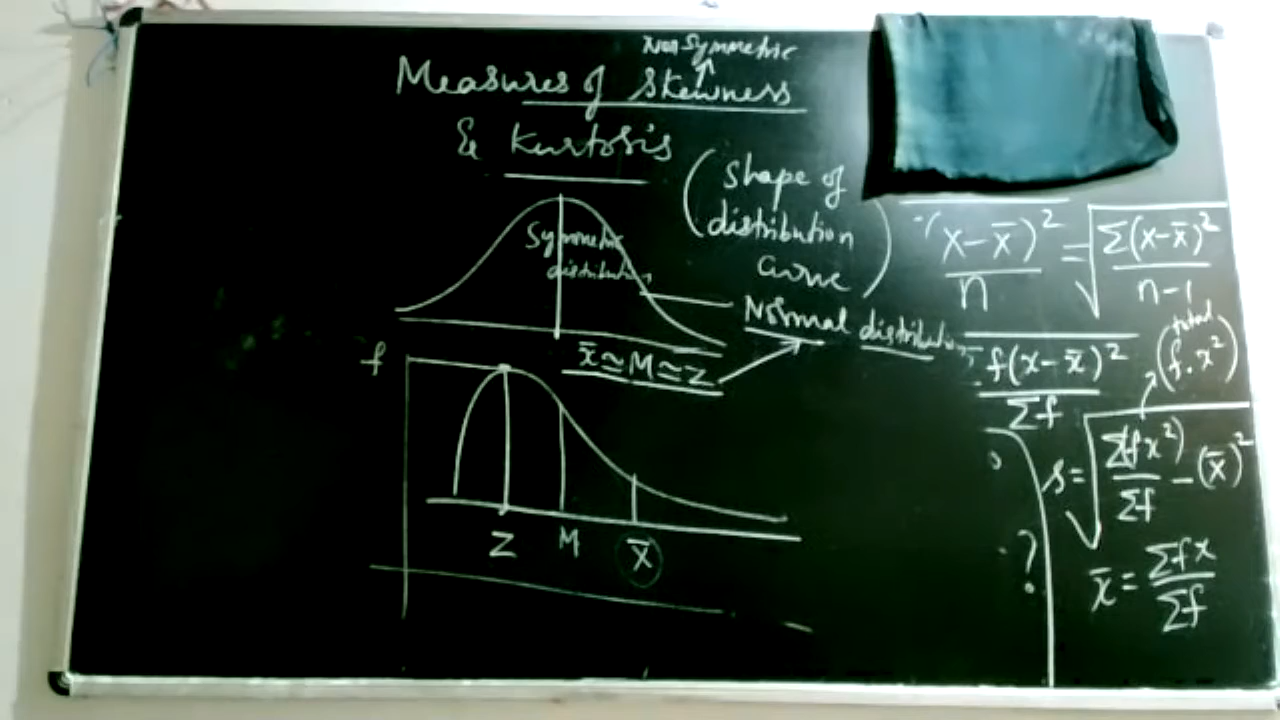 Non Symmetric
↑
Measures of Skewness
& Kurtosis
(Shape of
distribution
Curve)
Symmetric
distribution
Normal distribution
x̄ ≃ M ≃ Z
f
Z M X̄
(x-x̄)²
n
= √Σ(x-x̄)²
n-1
f(x-x̄)²
Σf
total
(f.x²)
s = √(Σfx²)/Σf - (x̄)²
?
x̄ = Σfx
Σf